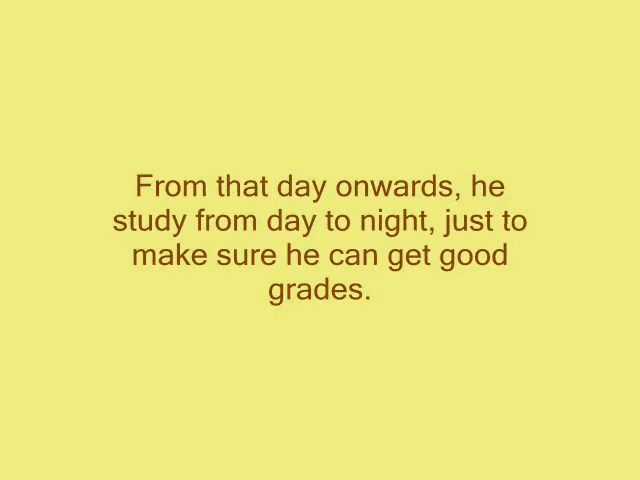 From that day onwards, he
study from day to night, just to
make sure he can get good
grades.